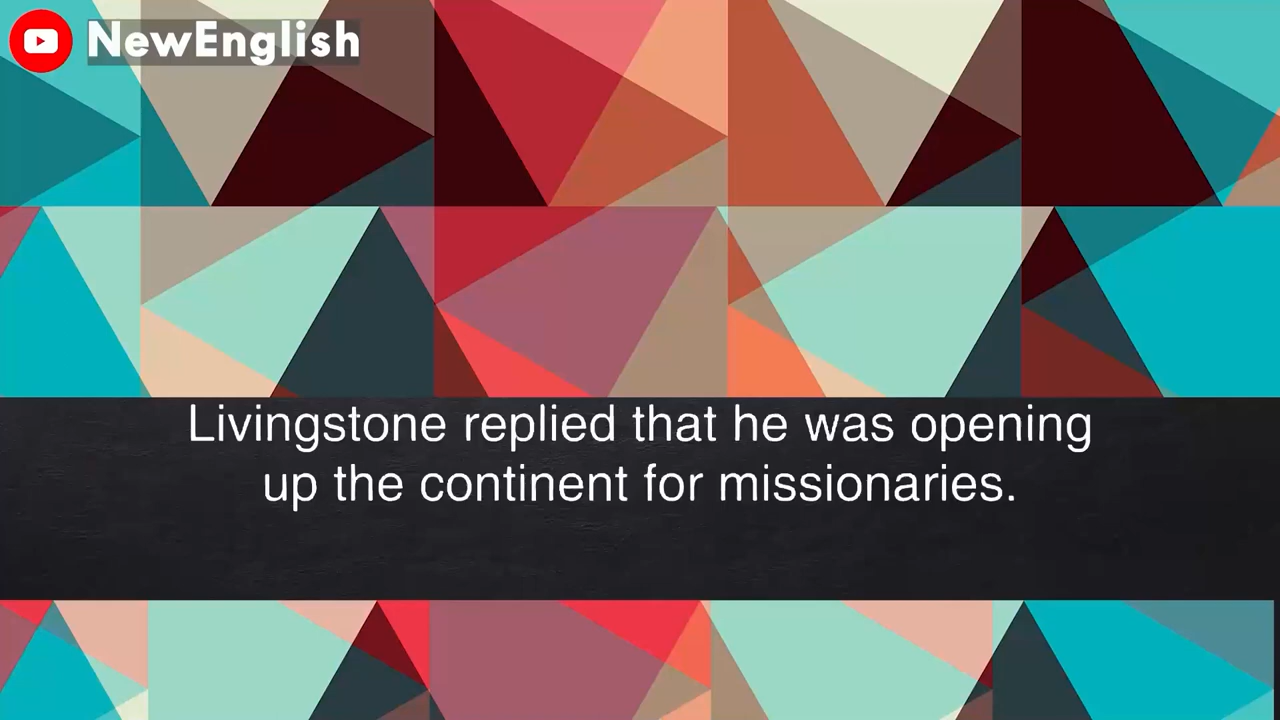 NewEnglish
Livingstone replied that he was opening
up the continent for missionaries.